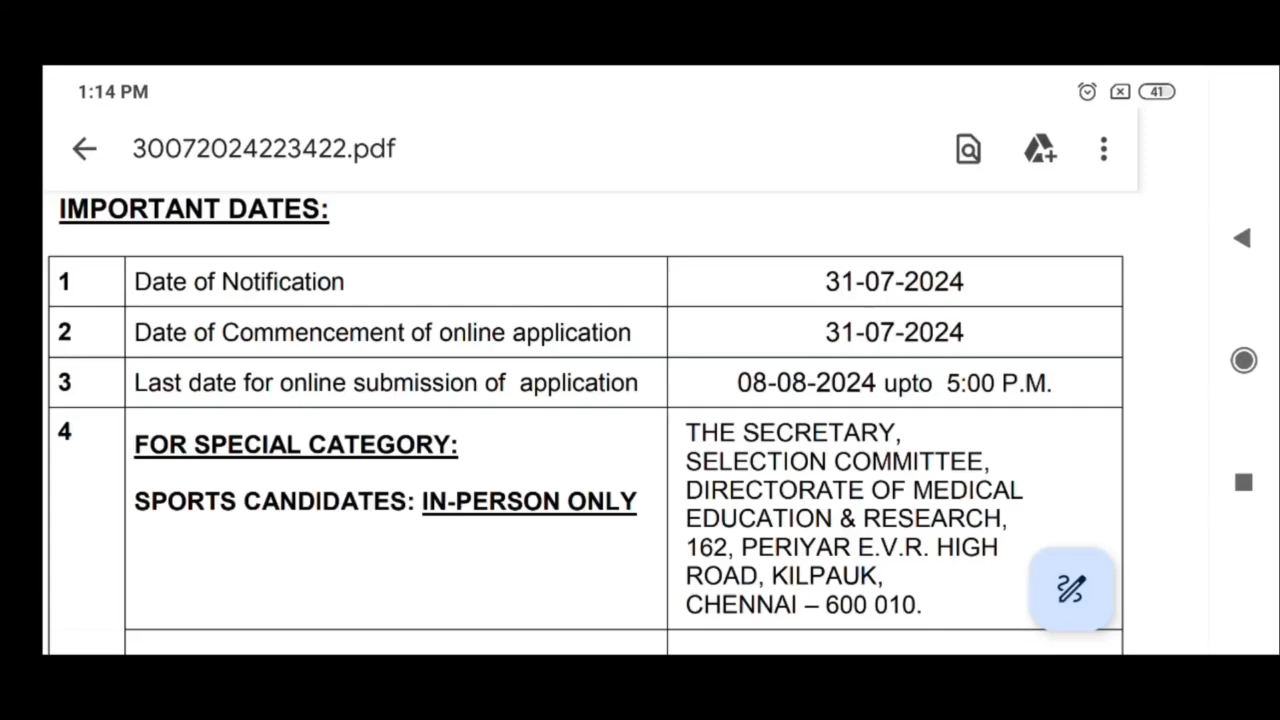 1:14 PM
41
30072024223422.pdf
IMPORTANT DATES:
1 Date of Notification 31-07-2024
2 Date of Commencement of online application 31-07-2024
3 Last date for online submission of application 08-08-2024 upto 5:00 P.M.
4
FOR SPECIAL CATEGORY:
SPORTS CANDIDATES: IN-PERSON ONLY
THE SECRETARY,
SELECTION COMMITTEE,
DIRECTORATE OF MEDICAL
EDUCATION & RESEARCH,
162, PERIYAR E.V.R. HIGH
ROAD, KILPAUK,
CHENNAI – 600 010.